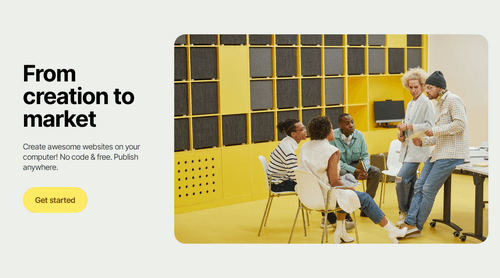 From
creation to
market
Create awesome websites on your
computer! No code & free. Publish
anywhere.
Get started